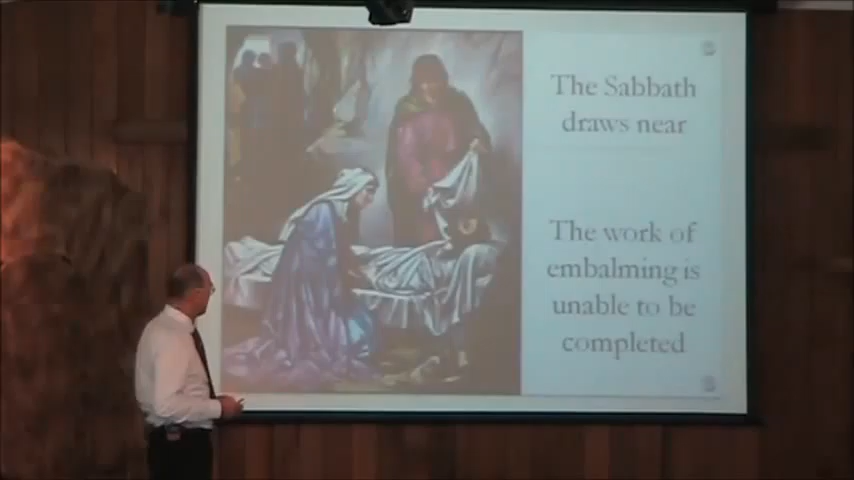 The Sabbath
draws near
The work of
embalming is
unable to be
completed